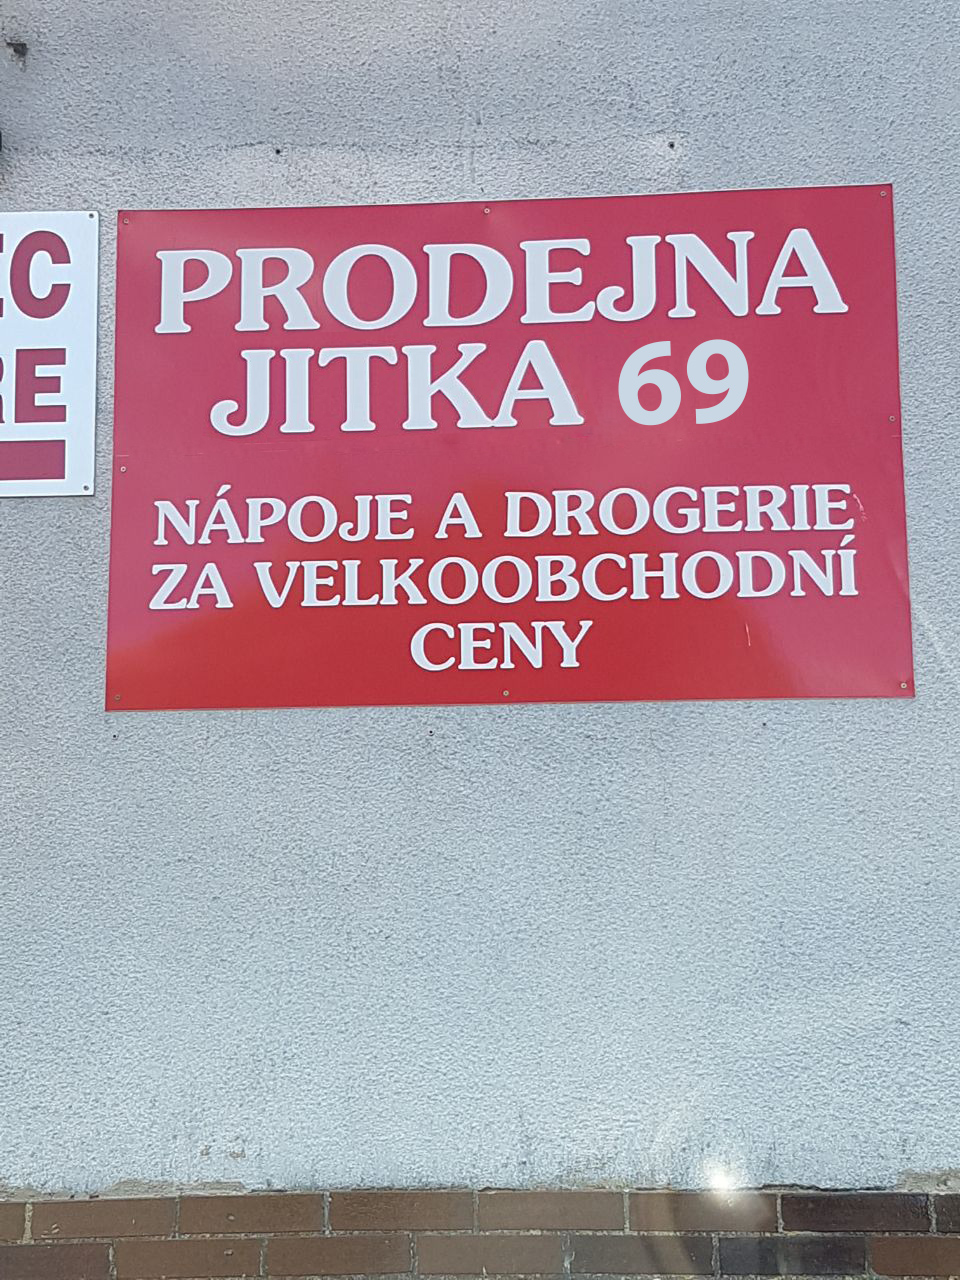 PRODEJNA
JITKA 69
NÁPOJE A DROGERIE
ZA VELKOOBCHODNÍ
CENY